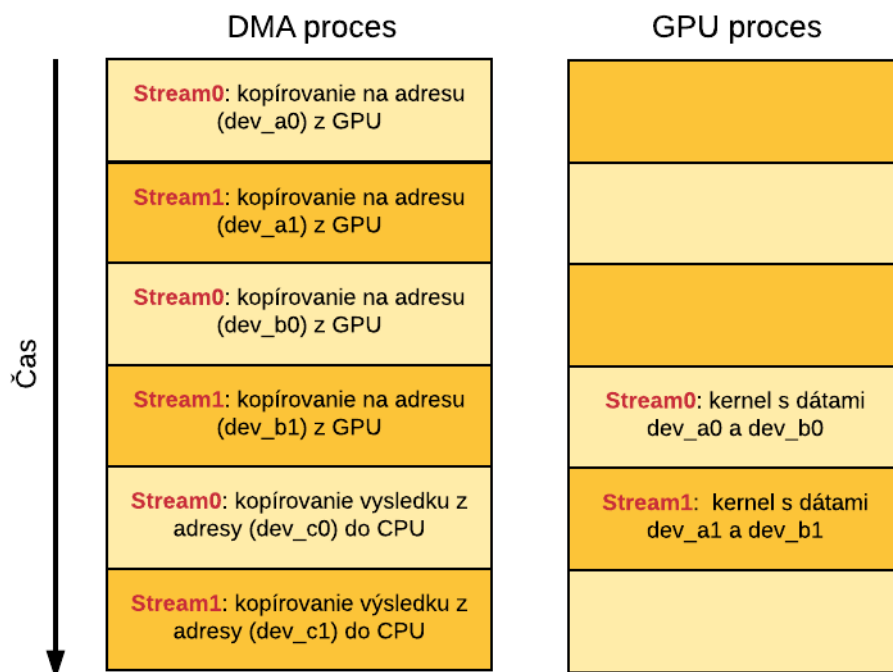 DMA proces
GPU proces
Čas
Stream0: kopírovanie na adresu
(dev_a0) z GPU
Stream1: kopírovanie na adresu
(dev_a1) z GPU
Stream0: kopírovanie na adresu
(dev_b0) z GPU
Stream1: kopírovanie na adresu
(dev_b1) z GPU
Stream0: kopírovanie vysledku z
adresy (dev_c0) do CPU
Stream1: kopírovanie výsledku z
adresy (dev_c1) do CPU
Stream0: kernel s dátami
dev_a0 a dev_b0
Stream1: kernel s dátami
dev_a1 a dev_b1